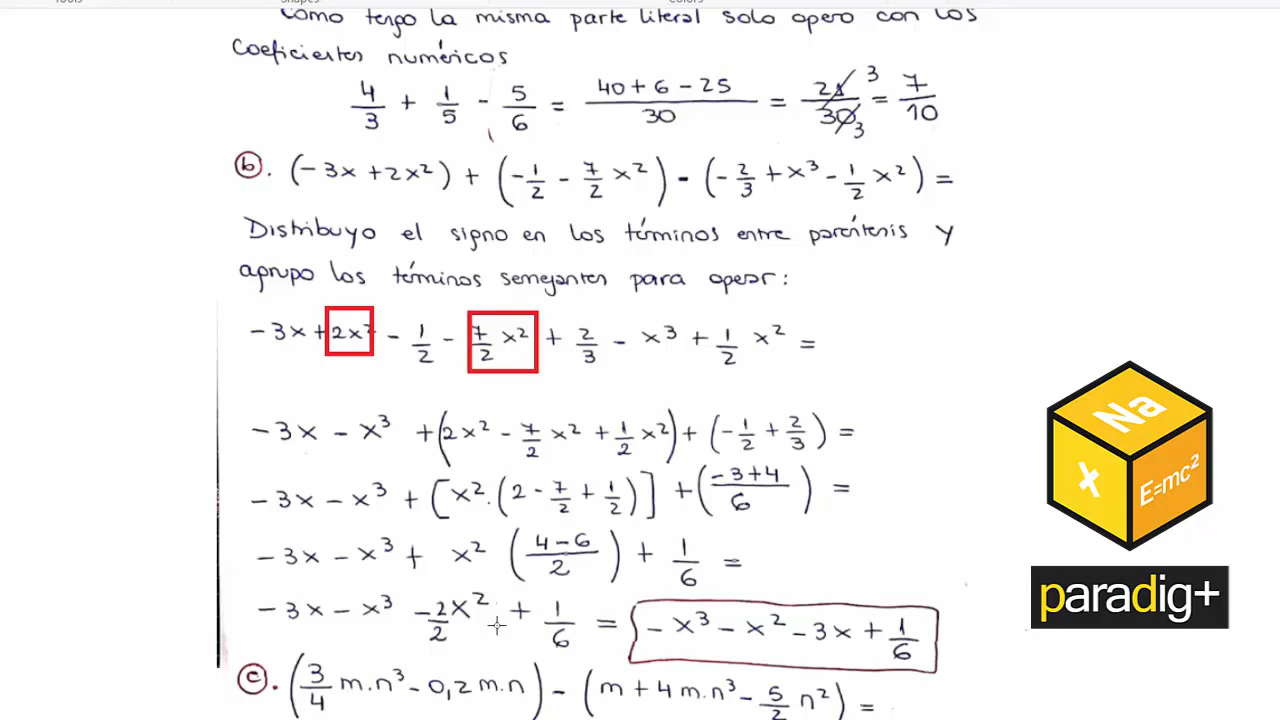 como tengo la misma parte literal solo opero con los
coeficientes numéricos
4/3 + 1/5 - 5/6 = (40 + 6 - 25)/30 = 21/30 = 7/10
3
3
b. (-3x + 2x²) + (-1/2 - 7/2 x²) - (-2/3 + x³ - 1/2 x²) =
Distribuyo el signo en los términos entre paréntesis y
agrupo los términos semejantes para operar:
-3x + 2x² - 1/2 - 7/2 x² + 2/3 - x³ + 1/2 x² =
-3x - x³ + (2x² - 7/2 x² + 1/2 x²) + (-1/2 + 2/3) =
-3x - x³ + [x². (2 - 7/2 + 1/2)] + ((-3+4)/6) =
-3x - x³ + x² ((4-6)/2) + 1/6 =
-3x - x³ -2/2 x² + 1/6 = -x³ - x² - 3x + 1/6
c. (3/4 m.n³ - 0,2 m.n) - (m + 4 m.n³ - 5/2 n²) =
Na
x
E=mc²
paradig+